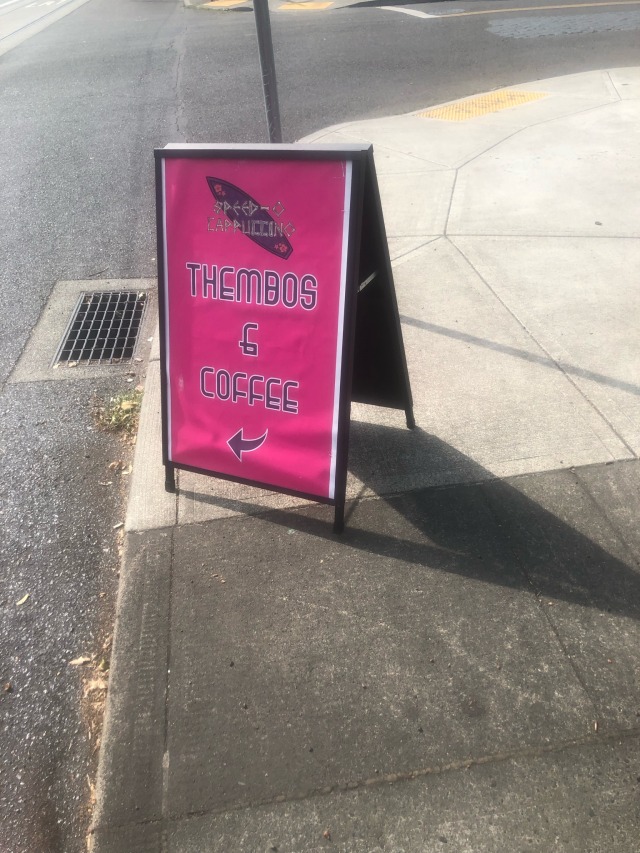 SPEED-O
CAPPUCCINO
THEMBOS
&
COFFEE